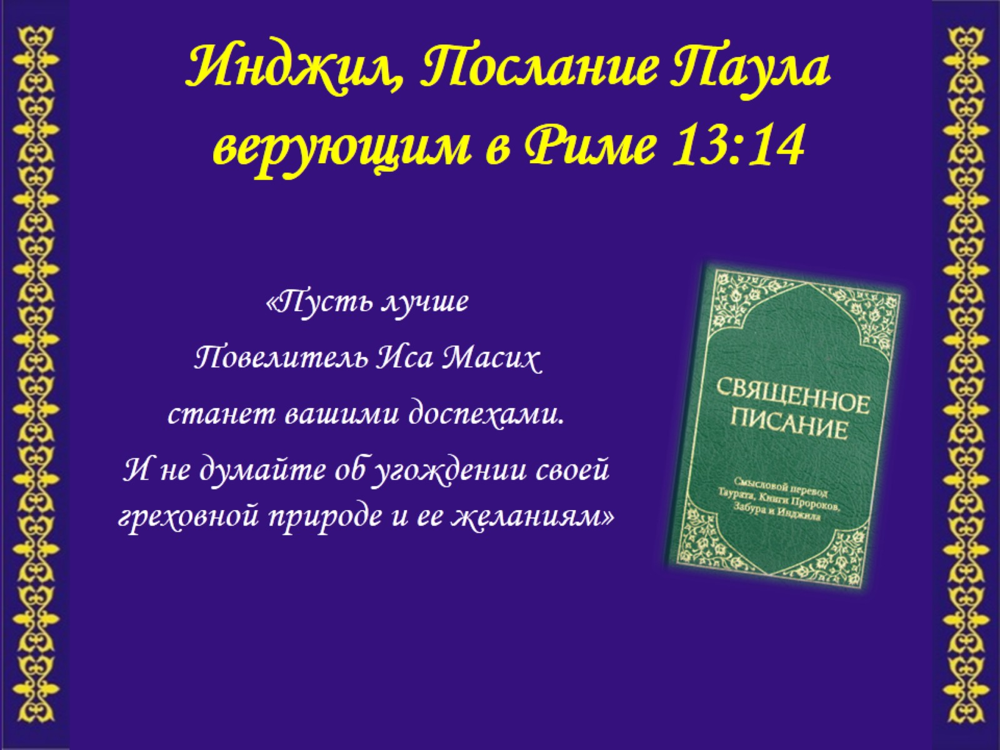 Инджил, Послание Паула
верующим в Риме 13:14
«Пусть лучше
Повелитель Иса Масих
станет вашими доспехами.
И не думайте об угождении своей
греховной природе и ее желаниям»
СВЯЩЕННОЕ
ПИСАНИЕ
Смысловой перевод
Таурата, Книги Пророков,
Забура и Инджила